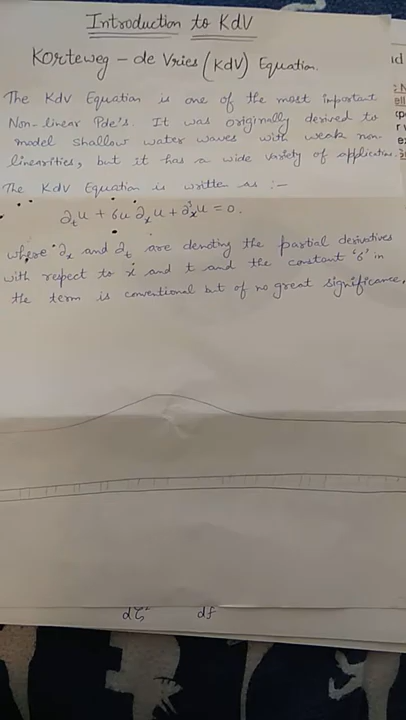 Introduction to KdV
Korteweg - de Vries (KdV) Equation.
The KdV Equation is one of the most important
Non-linear Pde's. It was originally derived to
model shallow water waves with weak non
linearities, but it has a wide variety of application.
The KdV Equation is written as :-
∂ₜu + 6u ∂ₓu + ∂ₓ³u = 0.
where ∂ₓ and ∂ₜ are denoting the partial derivatives
with respect to x and t and the constant '6' in
the term is conventional but of no great significance.
df